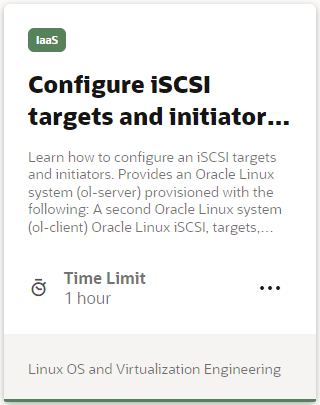 IaaS
Configure iSCSI
targets and initiator...
Learn how to configure an iSCSI targets
and initiators. Provides an Oracle Linux
system (ol-server) provisioned with the
following: A second Oracle Linux system
(ol-client) Oracle Linux iSCSI, targets,...
Time Limit
1 hour
Linux OS and Virtualization Engineering